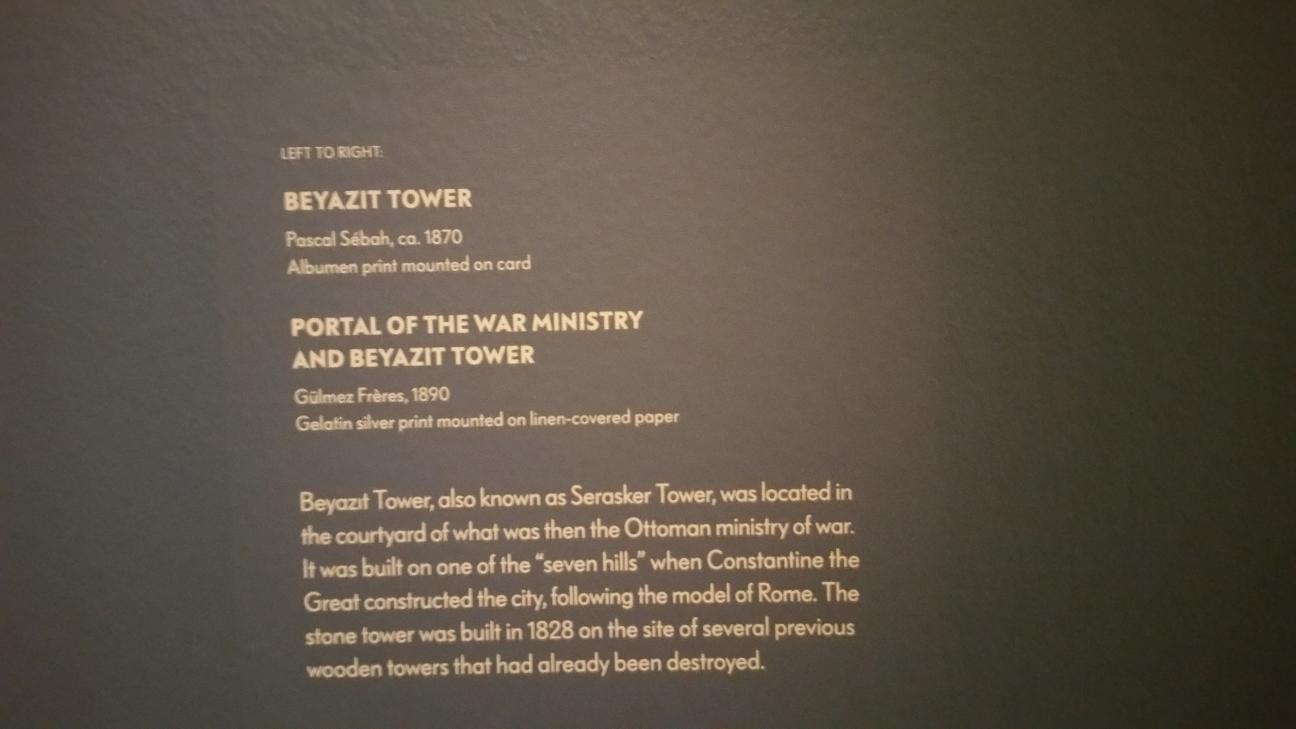 LEFT TO RIGHT:
BEYAZIT TOWER
Pascal Sébah, ca. 1870
Albumen print mounted on card
PORTAL OF THE WAR MINISTRY
AND BEYAZIT TOWER
Gülmez Frères, 1890
Gelatin silver print mounted on linen-covered paper
Beyazıt Tower, also known as Serasker Tower, was located in
the courtyard of what was then the Ottoman ministry of war.
It was built on one of the “seven hills” when Constantine the
Great constructed the city, following the model of Rome. The
stone tower was built in 1828 on the site of several previous
wooden towers that had already been destroyed.